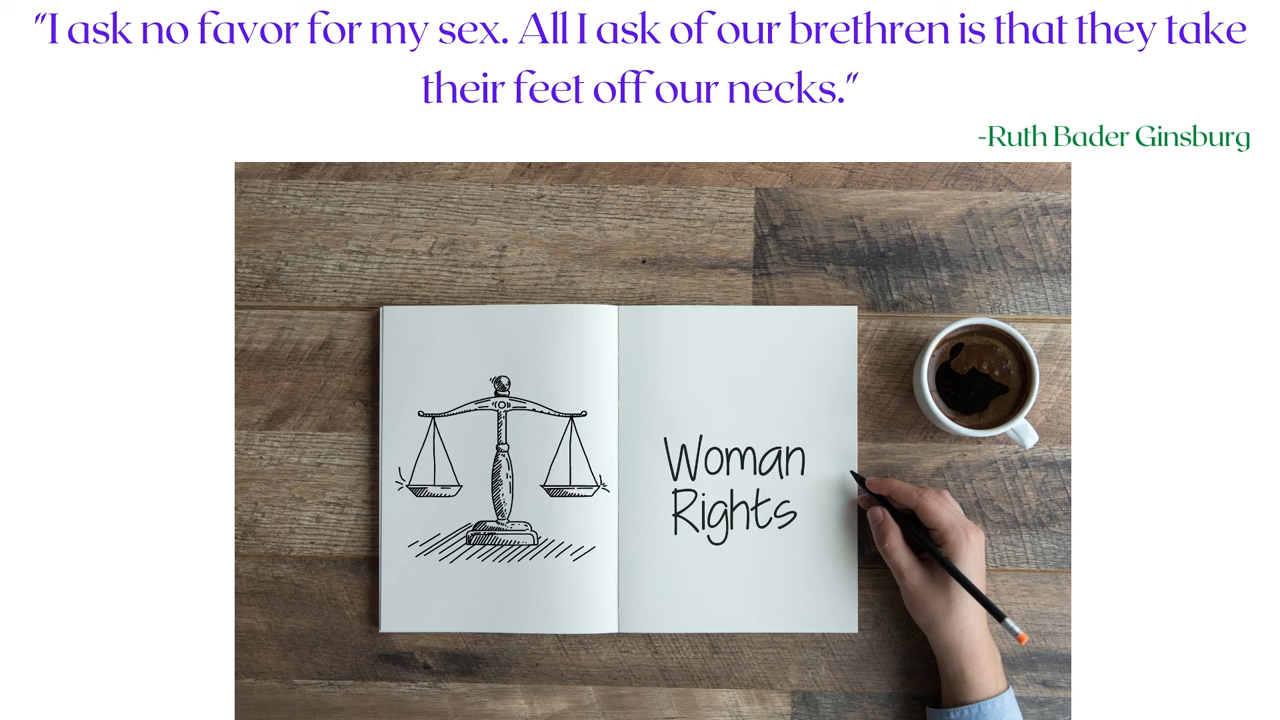 "I ask no favor for my sex. All I ask of our brethren is that they take
their feet off our necks."
-Ruth Bader Ginsburg
Woman
Rights